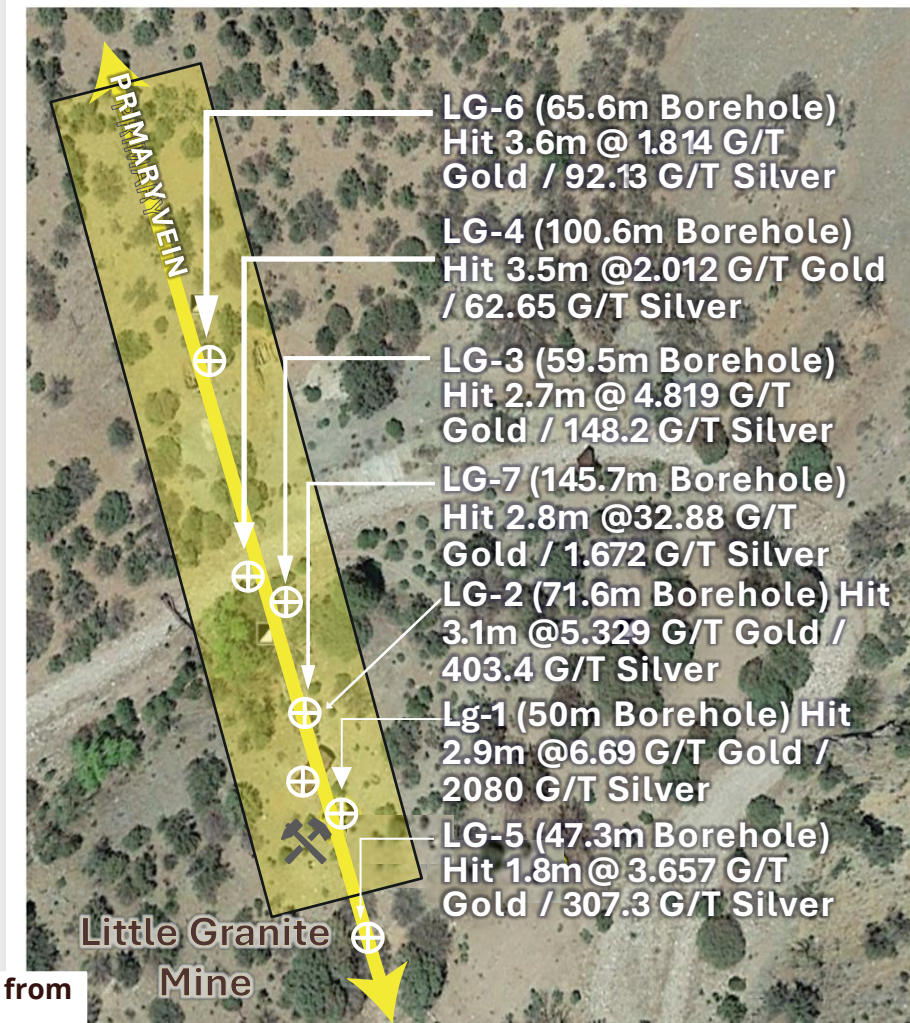 PRIMARY VEIN
LG-6 (65.6m Borehole)
Hit 3.6m @ 1.814 G/T
Gold / 92.13 G/T Silver
LG-4 (100.6m Borehole)
Hit 3.5m @2.012 G/T Gold
/ 62.65 G/T Silver
LG-3 (59.5m Borehole)
Hit 2.7m @ 4.819 G/T
Gold / 148.2 G/T Silver
LG-7 (145.7m Borehole)
Hit 2.8m @32.88 G/T
Gold / 1.672 G/T Silver
LG-2 (71.6m Borehole) Hit
3.1m @5.329 G/T Gold /
403.4 G/T Silver
Lg-1 (50m Borehole) Hit
2.9m @6.69 G/T Gold /
2080 G/T Silver
LG-5 (47.3m Borehole)
Hit 1.8m @ 3.657 G/T
Gold / 307.3 G/T Silver
Little Granite
Mine
from